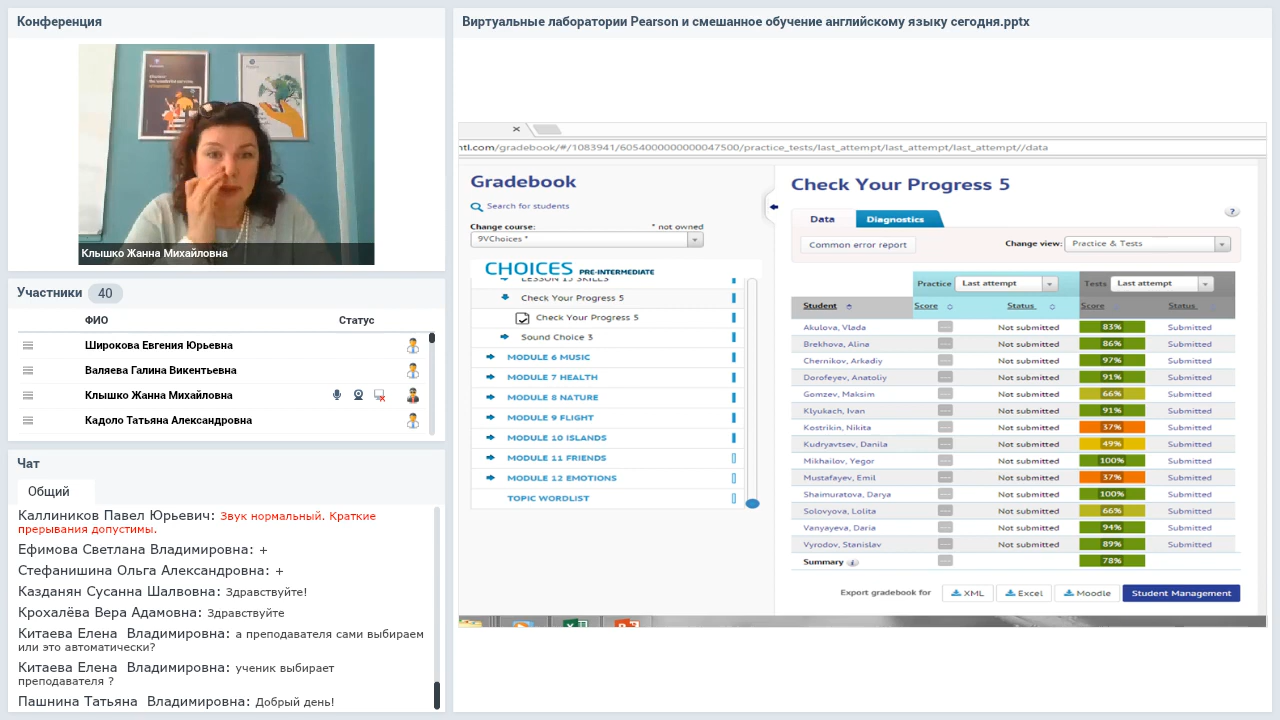 Конференция
Клышко Жанна Михайловна
Участники 40
ФИО Статус
Широкова Евгения Юрьевна
Валяева Галина Викентьевна
Клышко Жанна Михайловна
Кадоло Татьяна Александровна
Чат
Общий
Каллиников Павел Юрьевич: Звук нормальный. Краткие
прерывания допустимы.
Ефимова Светлана Владимировна: +
Стефанишина Ольга Александровна: +
Казданян Сусанна Шалвовна: Здравствуйте!
Крохалёва Вера Адамовна: Здравствуйте
Китаева Елена Владимировна: а преподавателя сами выбираем
или это автоматически?
Китаева Елена Владимировна: ученик выбирает
преподавателя ?
Пашнина Татьяна Владимировна: Добрый день!
Виртуальные лаборатории Pearson и смешанное обучение английскому языку сегодня.pptx
ntl.com/gradebook/#/1083941/6054000000000047500/practice_tests/last_attempt/last_attempt/last_attempt//data
Gradebook
Search for students
Change course: * not owned
9VChoices *
CHOICES PRE-INTERMEDIATE
LESSON 15 SKILLS
Check Your Progress 5
Check Your Progress 5
Sound Choice 3
MODULE 6 MUSIC
MODULE 7 HEALTH
MODULE 8 NATURE
MODULE 9 FLIGHT
MODULE 10 ISLANDS
MODULE 11 FRIENDS
MODULE 12 EMOTIONS
TOPIC WORDLIST
Check Your Progress 5
Data Diagnostics
?
Common error report Change view: Practice & Tests
Practice Last attempt Tests Last attempt
Student Score Status Score Status
Akulova, Vlada Not submitted 83% Submitted
Brekhova, Alina Not submitted 86% Submitted
Chernikov, Arkadiy Not submitted 97% Submitted
Dorofeyev, Anatoliy Not submitted 91% Submitted
Gomzev, Maksim Not submitted 66% Submitted
Klyukach, Ivan Not submitted 91% Submitted
Kostrikin, Nikita Not submitted 37% Submitted
Kudryavtsev, Danila Not submitted 49% Submitted
Mikhailov, Yegor Not submitted 100% Submitted
Mustafayev, Emil Not submitted 37% Submitted
Shaimuratova, Darya Not submitted 100% Submitted
Solovyova, Lolita Not submitted 66% Submitted
Vanyayeva, Daria Not submitted 94% Submitted
Vyrodov, Stanislav Not submitted 89% Submitted
Summary 78%
Export gradebook for XML Excel Moodle Student Management